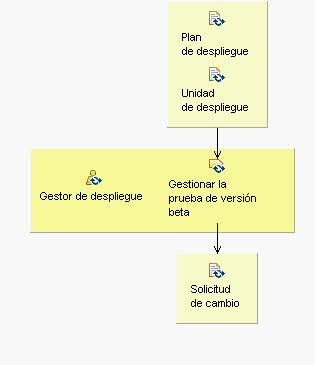 Plan
de despliegue
Unidad
de despliegue
Gestor de despliegue
Gestionar la
prueba de versión
beta
Solicitud
de cambio